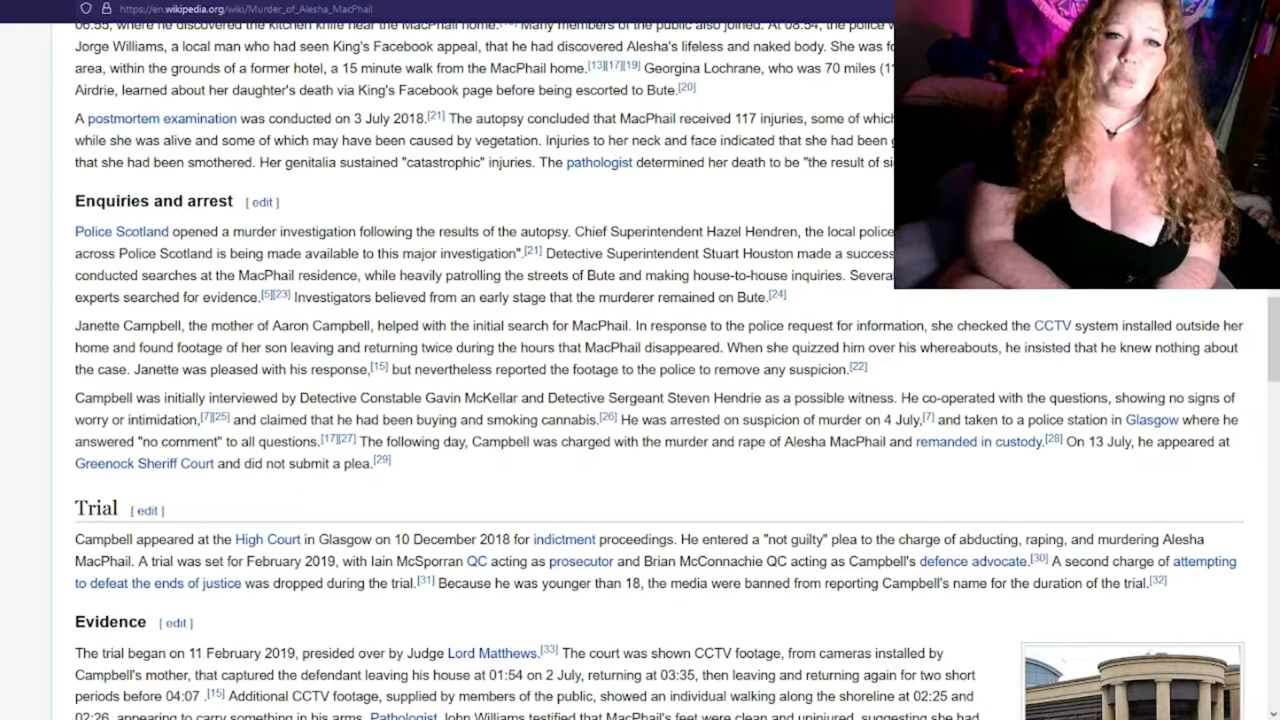 https://en.wikipedia.org/wiki/Murder_of_Alesha_MacPhail
06:55, where he discovered the kitchen knife near the MacPhail home. Many members of the public also joined. At 08:54, the police
Jorge Williams, a local man who had seen King's Facebook appeal, that he had discovered Alesha's lifeless and naked body. She was
area, within the grounds of a former hotel, a 15 minute walk from the MacPhail home.[13][17][19] Georgina Lochrane, who was 70 miles
Airdrie, learned about her daughter's death via King's Facebook page before being escorted to Bute.[20]
A postmortem examination was conducted on 3 July 2018.[21] The autopsy concluded that MacPhail received 117 injuries, some of which
while she was alive and some of which may have been caused by vegetation. Injuries to her neck and face indicated that she had been
that she had been smothered. Her genitalia sustained "catastrophic" injuries. The pathologist determined her death to be "the result of
Enquiries and arrest [ edit ]
Police Scotland opened a murder investigation following the results of the autopsy. Chief Superintendent Hazel Hendren, the local police
across Police Scotland is being made available to this major investigation".[21] Detective Superintendent Stuart Houston made a
conducted searches at the MacPhail residence, while heavily patrolling the streets of Bute and making house-to-house inquiries.
experts searched for evidence.[5][23] Investigators believed from an early stage that the murderer remained on Bute.[24]
Janette Campbell, the mother of Aaron Campbell, helped with the initial search for MacPhail. In response to the police request for information, she checked the CCTV system installed outside her
home and found footage of her son leaving and returning twice during the hours that MacPhail disappeared. When she quizzed him over his whereabouts, he insisted that he knew nothing about
the case. Janette was pleased with his response,[15] but nevertheless reported the footage to the police to remove any suspicion.[22]
Campbell was initially interviewed by Detective Constable Gavin McKellar and Detective Sergeant Steven Hendrie as a possible witness. He co-operated with the questions, showing no signs of
worry or intimidation,[7][25] and claimed that he had been buying and smoking cannabis.[26] He was arrested on suspicion of murder on 4 July,[7] and taken to a police station in Glasgow where he
answered "no comment" to all questions.[17][27] The following day, Campbell was charged with the murder and rape of Alesha MacPhail and remanded in custody.[28] On 13 July, he appeared at
Greenock Sheriff Court and did not submit a plea.[29]
Trial [ edit ]
Campbell appeared at the High Court in Glasgow on 10 December 2018 for indictment proceedings. He entered a "not guilty" plea to the charge of abducting, raping, and murdering Alesha
MacPhail. A trial was set for February 2019, with Iain McSporran QC acting as prosecutor and Brian McConnachie QC acting as Campbell's defence advocate.[30] A second charge of attempting
to defeat the ends of justice was dropped during the trial.[31] Because he was younger than 18, the media were banned from reporting Campbell's name for the duration of the trial.[32]
Evidence [ edit ]
The trial began on 11 February 2019, presided over by Judge Lord Matthews.[33] The court was shown CCTV footage, from cameras installed by
Campbell's mother, that captured the defendant leaving his house at 01:54 on 2 July, returning at 03:35, then leaving and returning again for two short
periods before 04:07 .[15] Additional CCTV footage, supplied by members of the public, showed an individual walking along the shoreline at 02:25 and
02:26, appearing to carry something in his arms. Pathologist John Williams testified that MacPhail's feet were clean and uninjured, suggesting she had